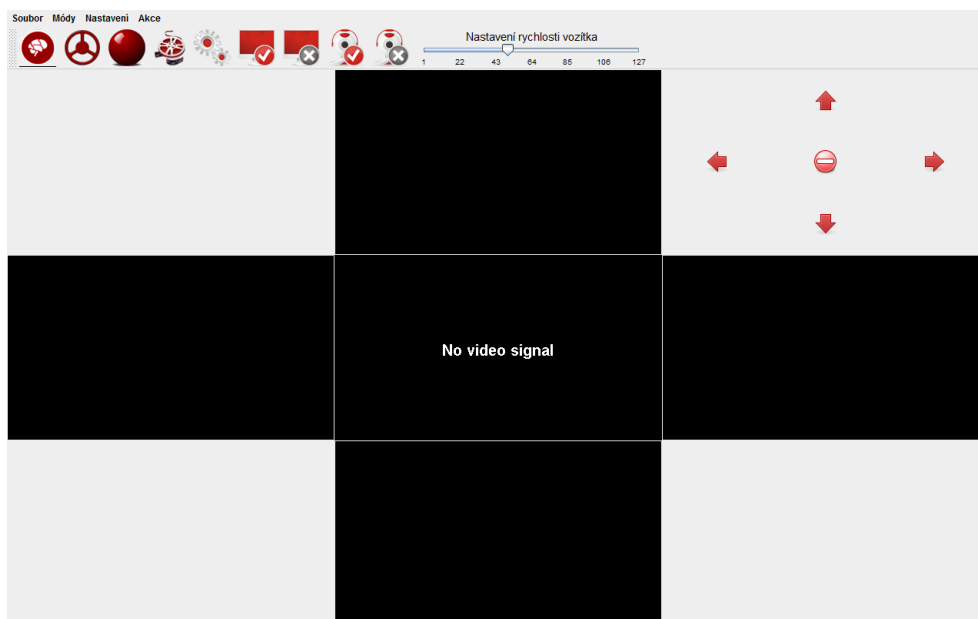 Soubor Módy Nastavení Akce
Nastavení rychlosti vozítka
1 22 43 64 85 106 127
No video signal